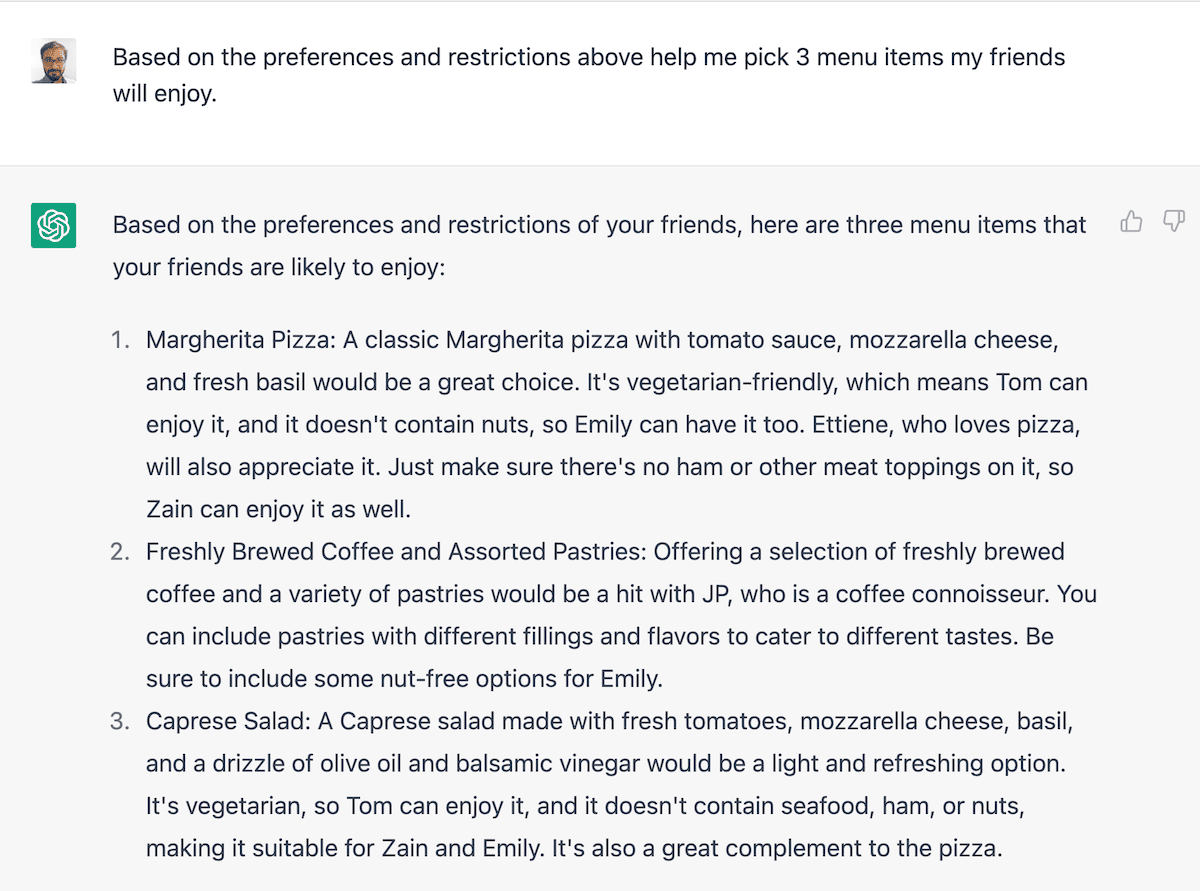 Based on the preferences and restrictions above help me pick 3 menu items my friends
will enjoy.
Based on the preferences and restrictions of your friends, here are three menu items that
your friends are likely to enjoy:
1. Margherita Pizza: A classic Margherita pizza with tomato sauce, mozzarella cheese,
and fresh basil would be a great choice. It's vegetarian-friendly, which means Tom can
enjoy it, and it doesn't contain nuts, so Emily can have it too. Ettiene, who loves pizza,
will also appreciate it. Just make sure there's no ham or other meat toppings on it, so
Zain can enjoy it as well.
2. Freshly Brewed Coffee and Assorted Pastries: Offering a selection of freshly brewed
coffee and a variety of pastries would be a hit with JP, who is a coffee connoisseur. You
can include pastries with different fillings and flavors to cater to different tastes. Be
sure to include some nut-free options for Emily.
3. Caprese Salad: A Caprese salad made with fresh tomatoes, mozzarella cheese, basil,
and a drizzle of olive oil and balsamic vinegar would be a light and refreshing option.
It's vegetarian, so Tom can enjoy it, and it doesn't contain seafood, ham, or nuts,
making it suitable for Zain and Emily. It's also a great complement to the pizza.